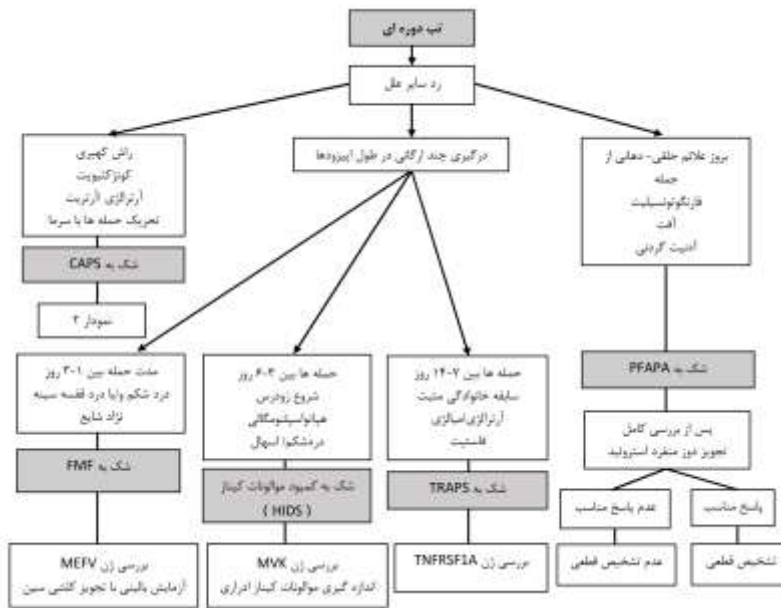 تب دوره ای
رد سایر علل
راش کهیری
کونژکتیویت
آرترالژی /آرتریت
تحریک حمله ها با سرما
شک به CAPS
نمودار ۲
درگیری چند ارگانی در طول اپیزودها
بروز علائم حلقی- دهانی از
جمله
فارنگوتونسیلیت
آفت
آدنیت گردنی
مدت حمله بین ۱-۳ روز
درد شکم و/یا درد قفسه سینه
نژاد شایع
شک به FMF
بررسی ژن MEFV
آزمایش بالینی با تجویز کلشی سین
حمله ها بین ۳-۶ روز
شروع زودرس
هپاتواسپلنومگالی
درد شکم/ اسهال
شک به کمبود موالونات کیناز
( HIDS )
بررسی ژن MVK
اندازه گیری موالونات کیناز ادراری
حمله ها بین ۷-۱۴ روز
سابقه خانوادگی مثبت
آرترالژی/میالژی
فاسئیت
شک به TRAPS
بررسی ژن TNFRSF1A
شک به PFAPA
پس از بررسی کامل
تجویز دوز منفرد استروئید
پاسخ مناسب
عدم پاسخ مناسب
تشخیص قطعی
عدم تشخیص قطعی